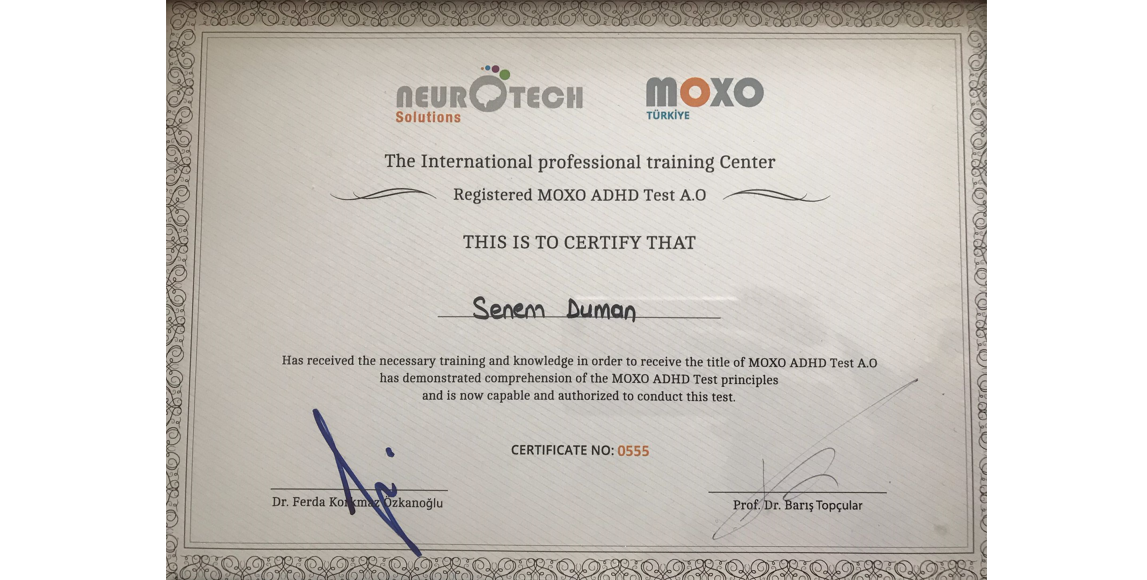 NEUROTECH
Solutions
MOXO
TÜRKİYE
The International professional training Center
Registered MOXO ADHD Test A.O
THIS IS TO CERTIFY THAT
Senem Duman
Has received the necessary training and knowledge in order to receive the title of MOXO ADHD Test A.O
has demonstrated comprehension of the MOXO ADHD Test principles
and is now capable and authorized to conduct this test.
CERTIFICATE NO: 0555
Dr. Ferda Korkmaz Özkanoğlu
Prof. Dr. Barış Topçular